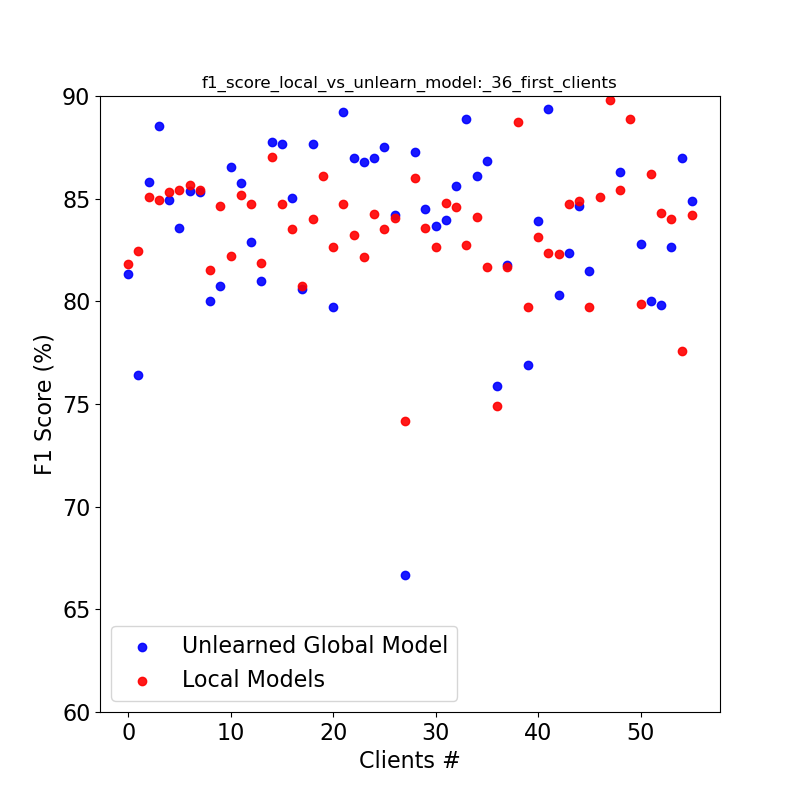 f1_score_local_vs_unlearn_model:_36_first_clients
90
85
80
75
70
65
60
F1 Score (%)
Unlearned Global Model
Local Models
0 10 20 30 40 50
Clients #